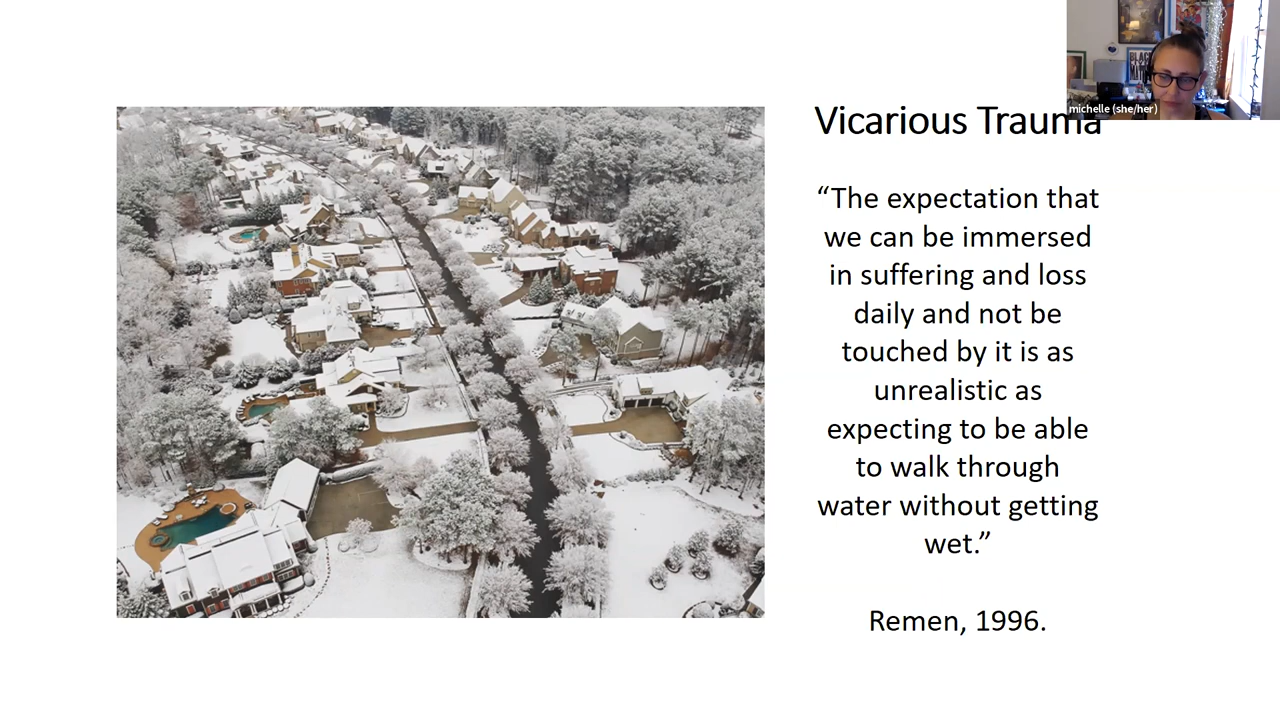 michelle (she/her)
Vicarious Trauma
“The expectation that
we can be immersed
in suffering and loss
daily and not be
touched by it is as
unrealistic as
expecting to be able
to walk through
water without getting
wet.”
Remen, 1996.